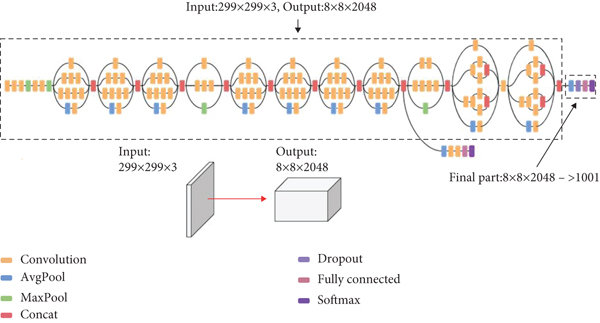 Input:299×299×3, Output:8×8×2048
Input:
299×299×3
Output:
8×8×2048
Final part:8×8×2048 – >1001
Convolution
AvgPool
MaxPool
Concat
Dropout
Fully connected
Softmax